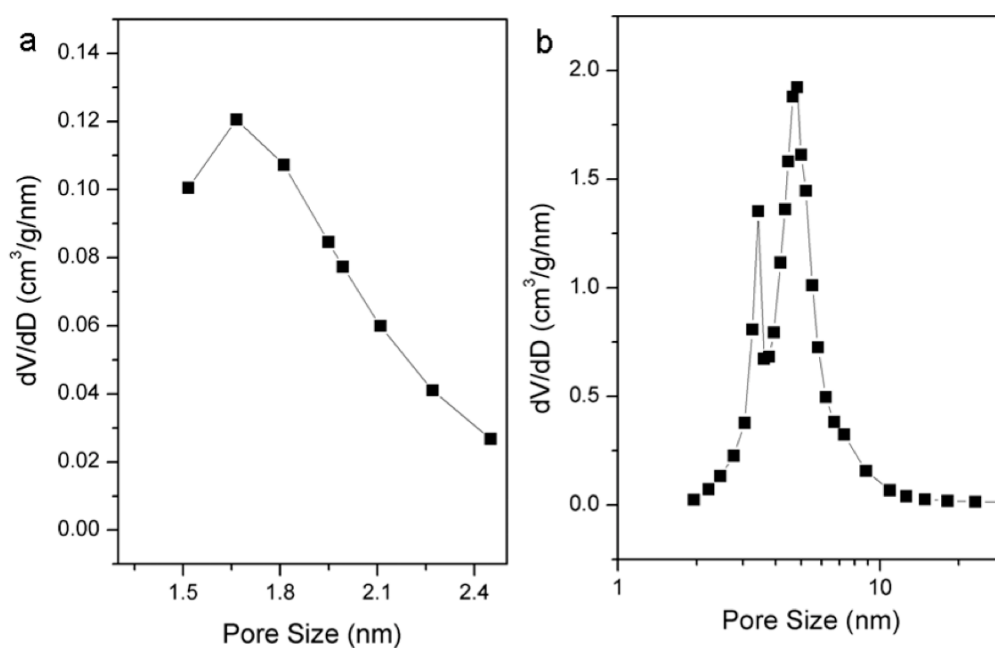 a
0.14
0.12
0.10
0.08
0.06
0.04
0.02
0.00
dV/dD (cm³/g/nm)
1.5 1.8 2.1 2.4
Pore Size (nm)
b
2.0
1.5
1.0
0.5
0.0
dV/dD (cm³/g/nm)
1 10
Pore Size (nm)